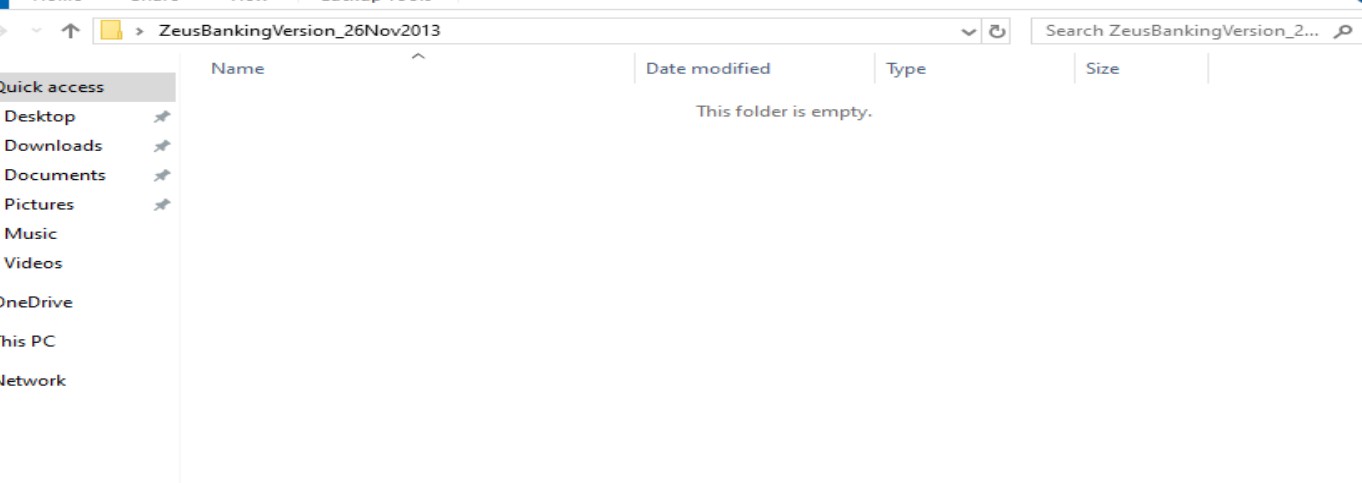 ZeusBankingVersion_26Nov2013
Search ZeusBankingVersion_2...
Name
Date modified
Type
Size
This folder is empty.
Quick access
Desktop
Downloads
Documents
Pictures
Music
Videos
OneDrive
This PC
Network